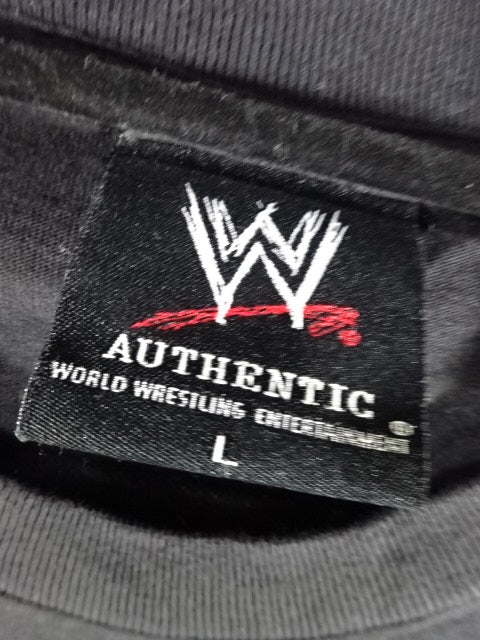 W
AUTHENTIC
WORLD WRESTLING ENTERTAINMENT®
L